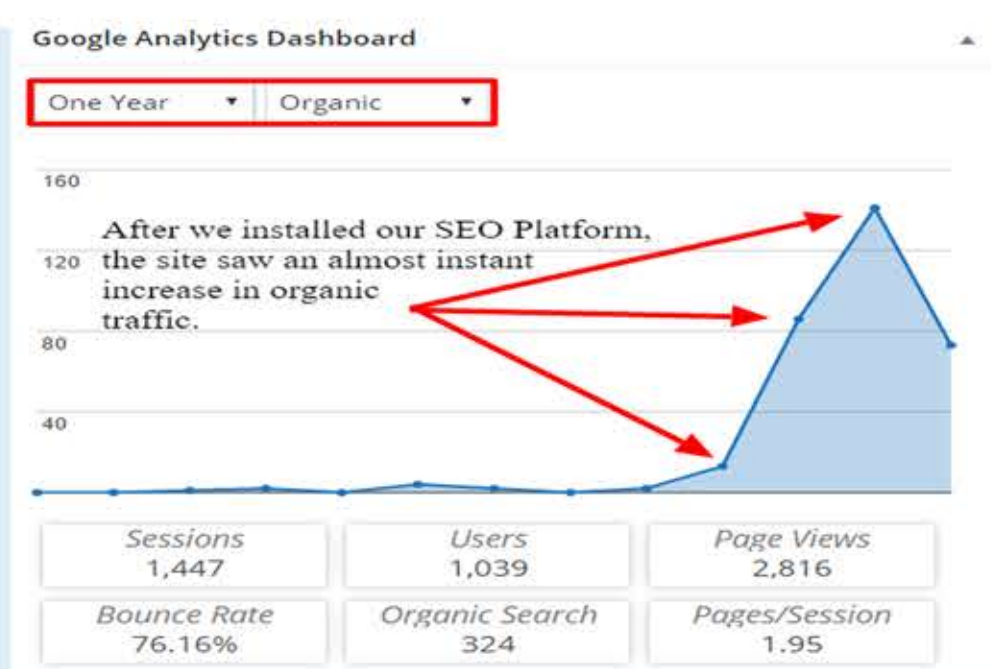 Google Analytics Dashboard
One Year Organic
160
After we installed our SEO Platform,
120 the site saw an almost instant
increase in organic
traffic.
80
40
Sessions Users Page Views
1,447 1,039 2,816
Bounce Rate Organic Search Pages/Session
76.16% 324 1.95